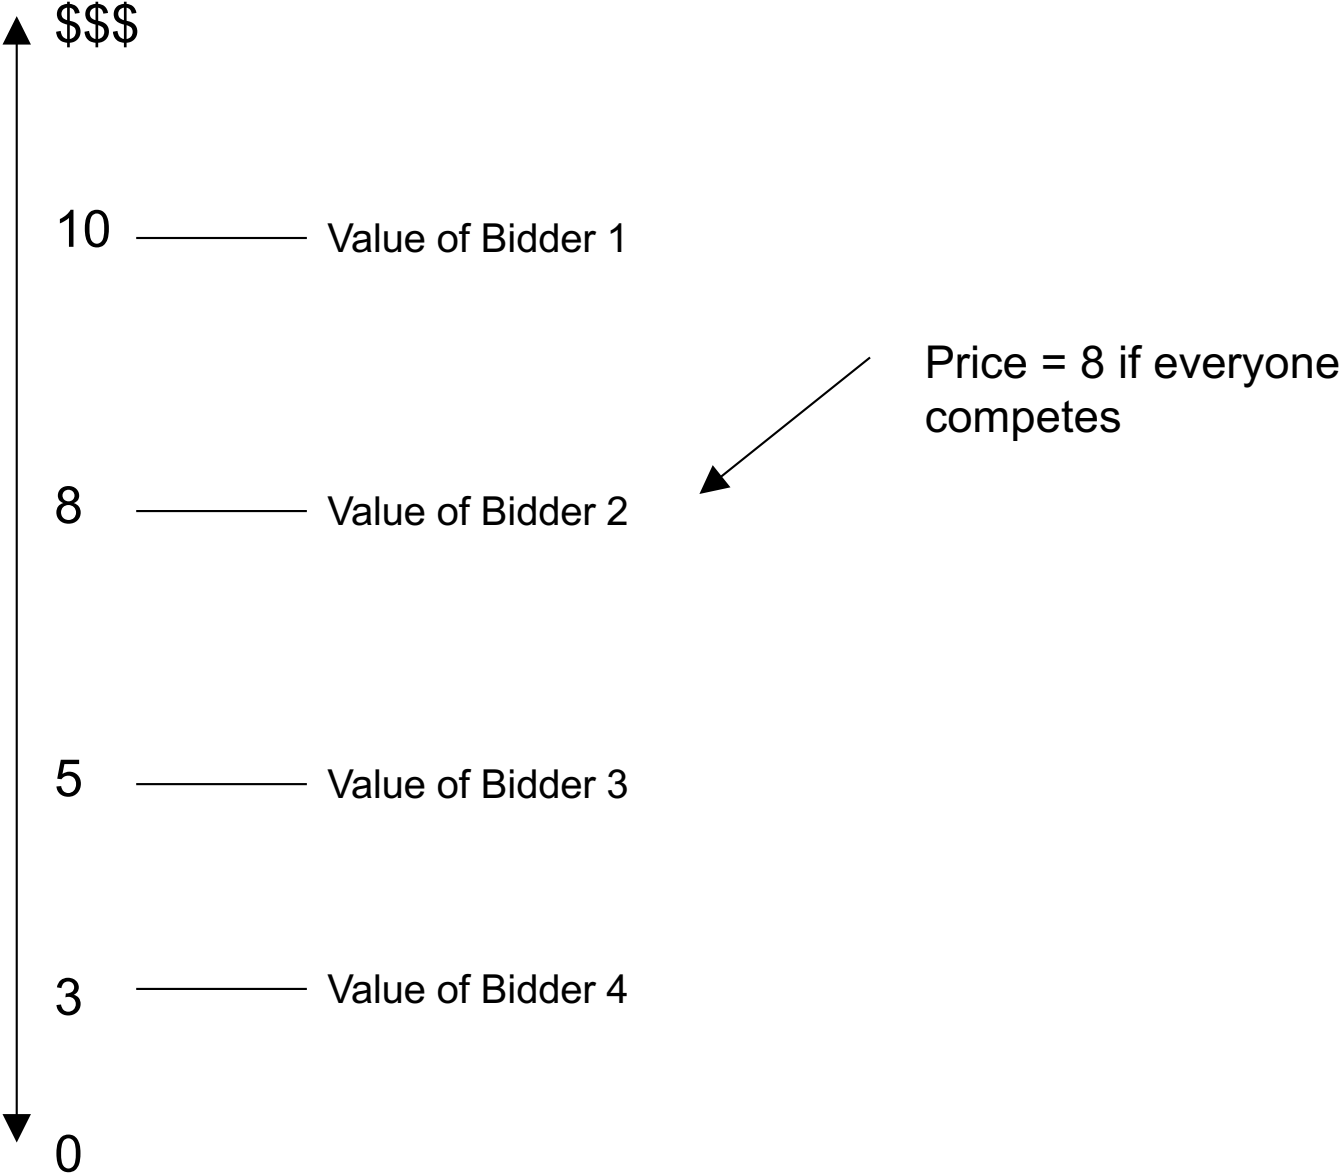 $$$
10
Value of Bidder 1
Price = 8 if everyone
competes
8
Value of Bidder 2
5
Value of Bidder 3
3
Value of Bidder 4
0